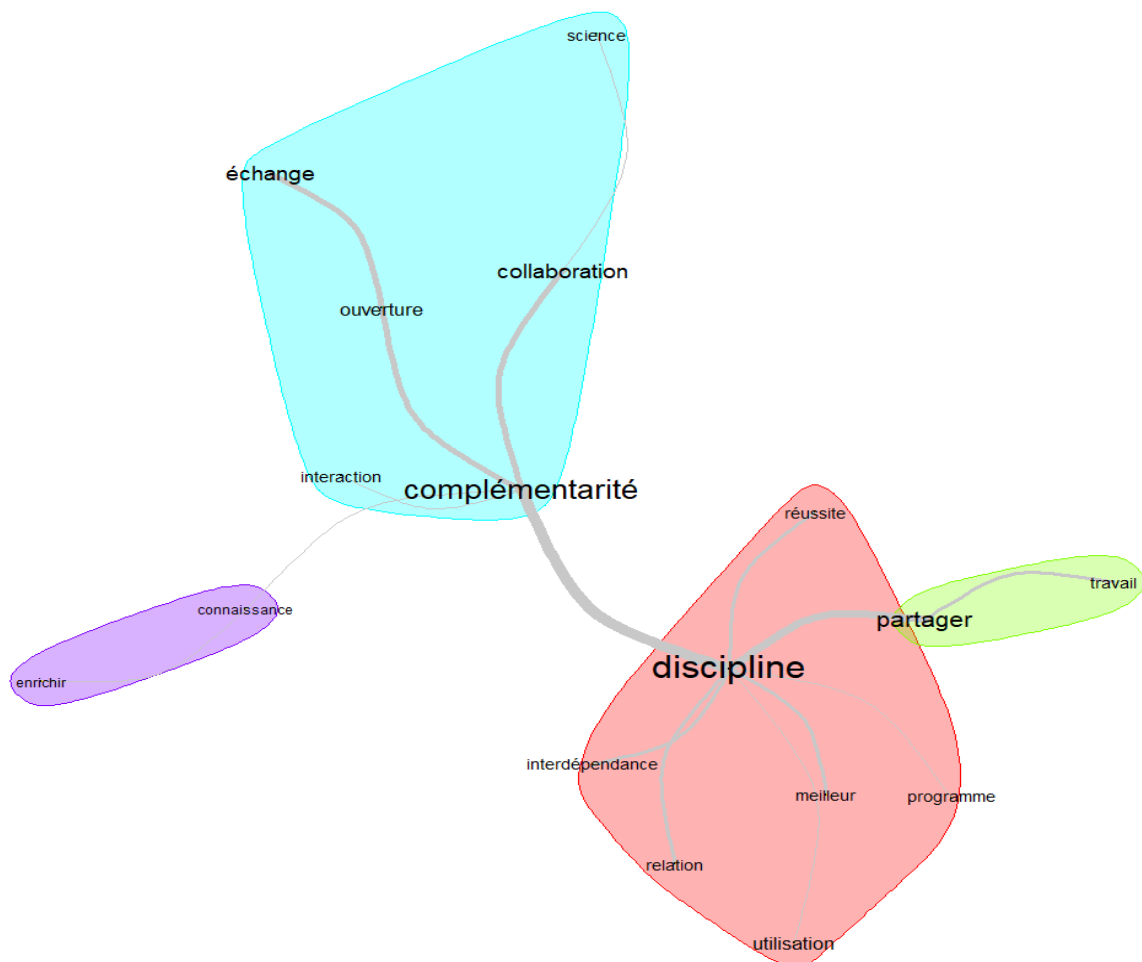 science
échange
collaboration
ouverture
interaction
complémentarité
réussite
travail
connaissance
partager
discipline
enrichir
interdépendance
meilleur
programme
relation
utilisation